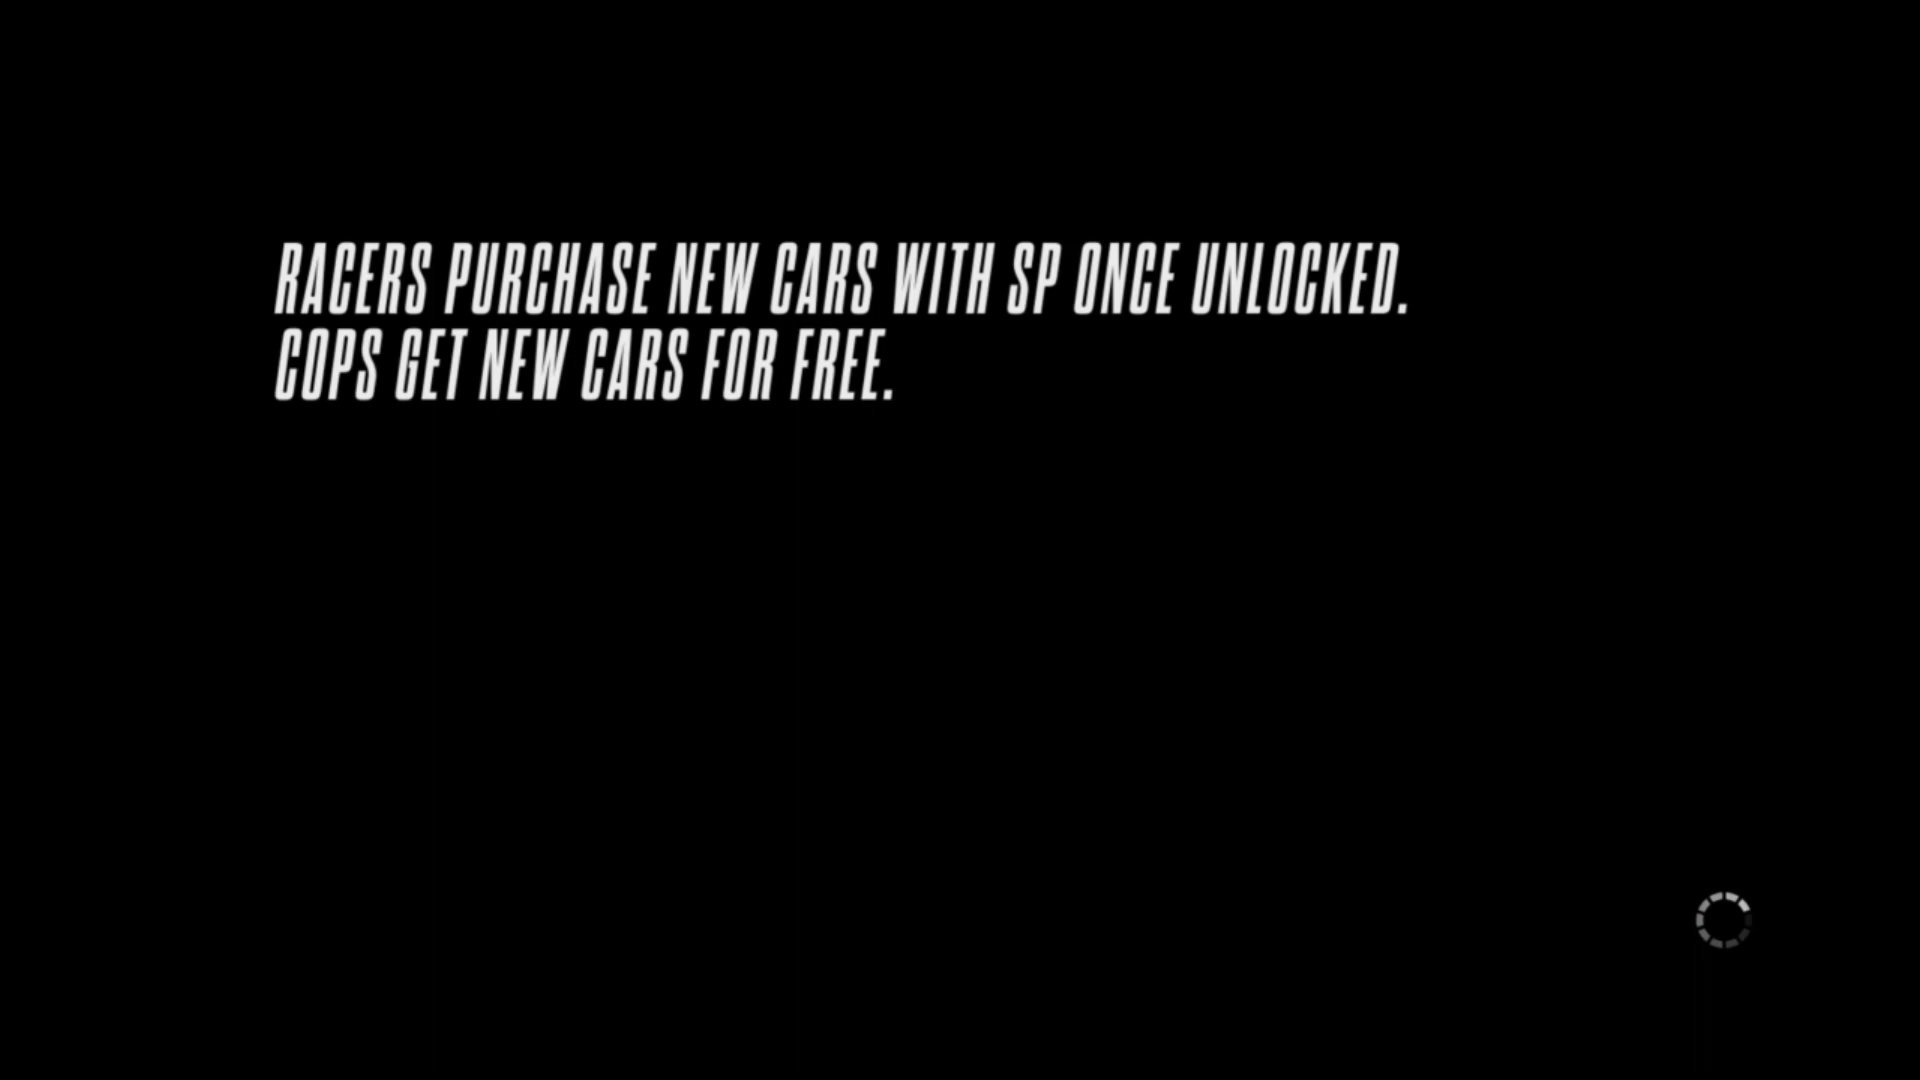 RACERS PURCHASE NEW CARS WITH SP ONCE UNLOCKED.
COPS GET NEW CARS FOR FREE.